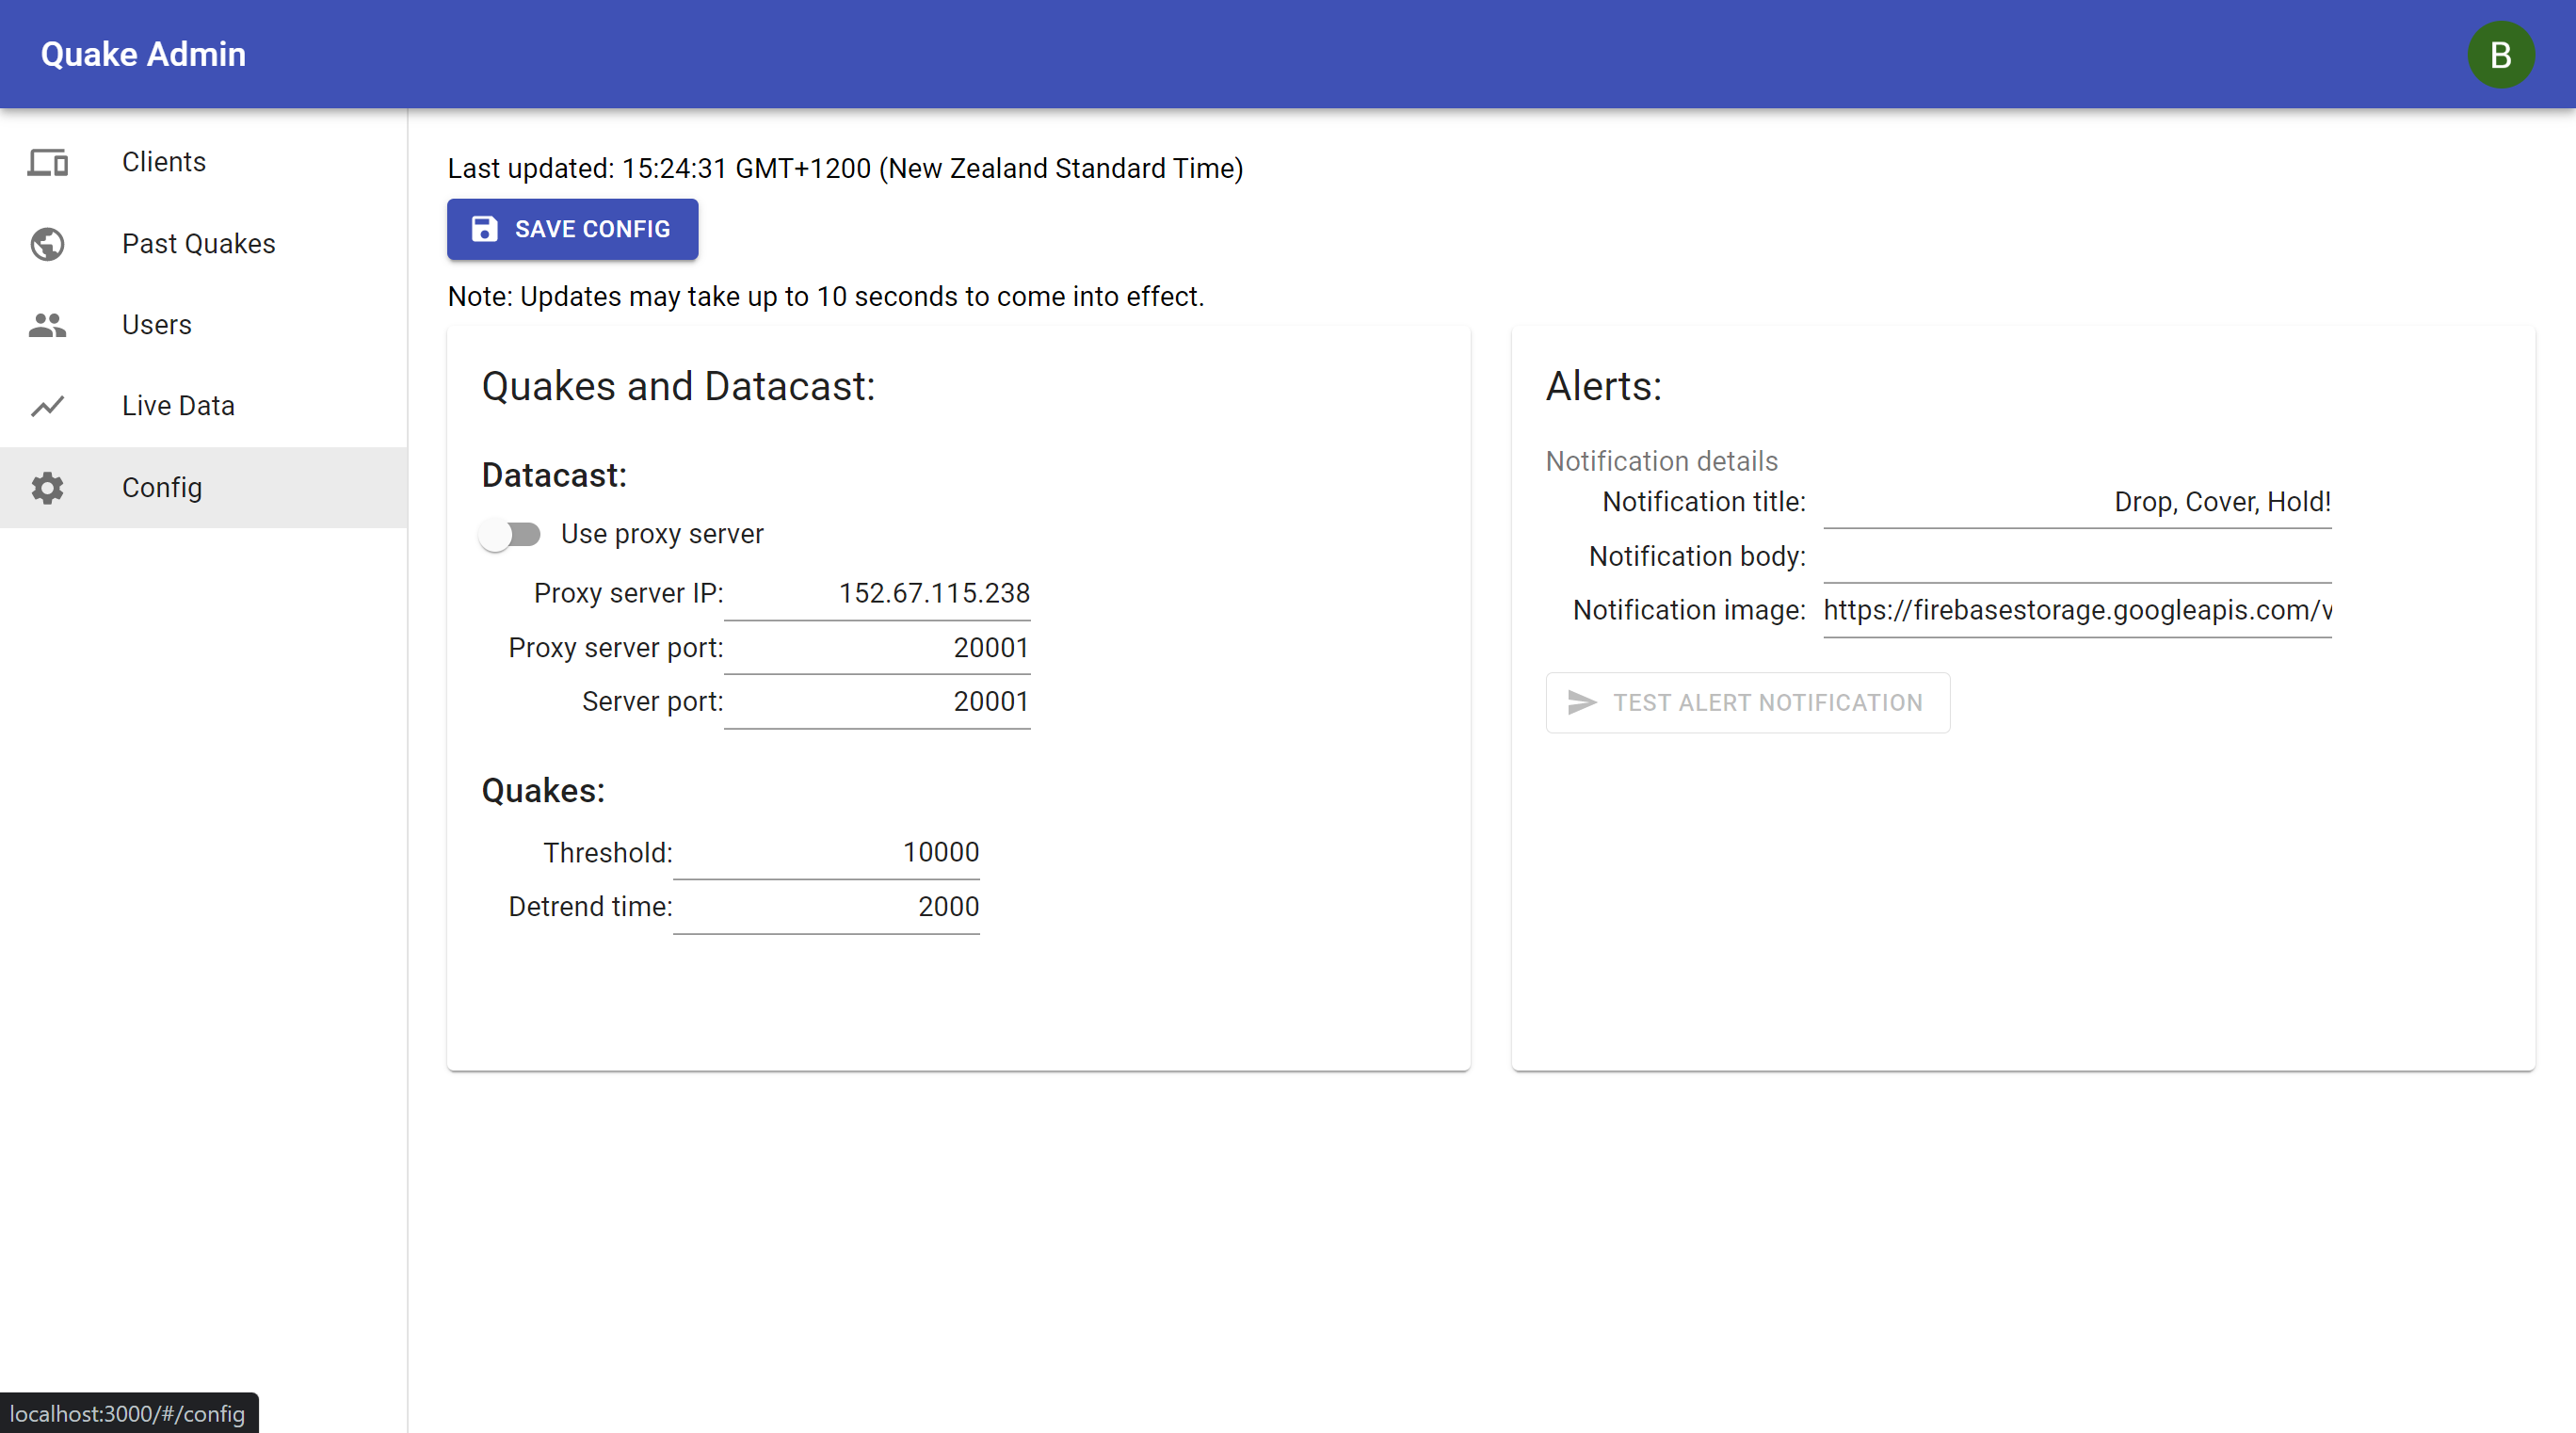 Quake Admin
B
Clients
Past Quakes
Users
Live Data
Config
Last updated: 15:24:31 GMT+1200 (New Zealand Standard Time)
SAVE CONFIG
Note: Updates may take up to 10 seconds to come into effect.
Quakes and Datacast:
Datacast:
Use proxy server
Proxy server IP: 152.67.115.238
Proxy server port: 20001
Server port: 20001
Quakes:
Threshold: 10000
Detrend time: 2000
Alerts:
Notification details
Notification title: Drop, Cover, Hold!
Notification body:
Notification image: https://firebasestorage.googleapis.com/v
TEST ALERT NOTIFICATION
localhost:3000/#/config